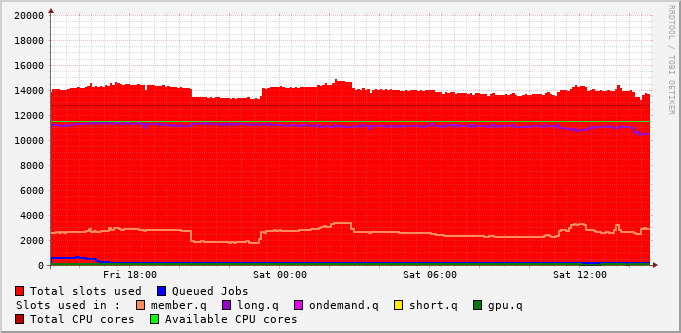 20000
18000
16000
14000
12000
10000
8000
6000
4000
2000
0
Fri 18:00 Sat 00:00 Sat 06:00 Sat 12:00
Total slots used Queued Jobs
Slots used in : member.q long.q ondemand.q short.q gpu.q
Total CPU cores Available CPU cores
RRDTOOL / TOBI OETIKER